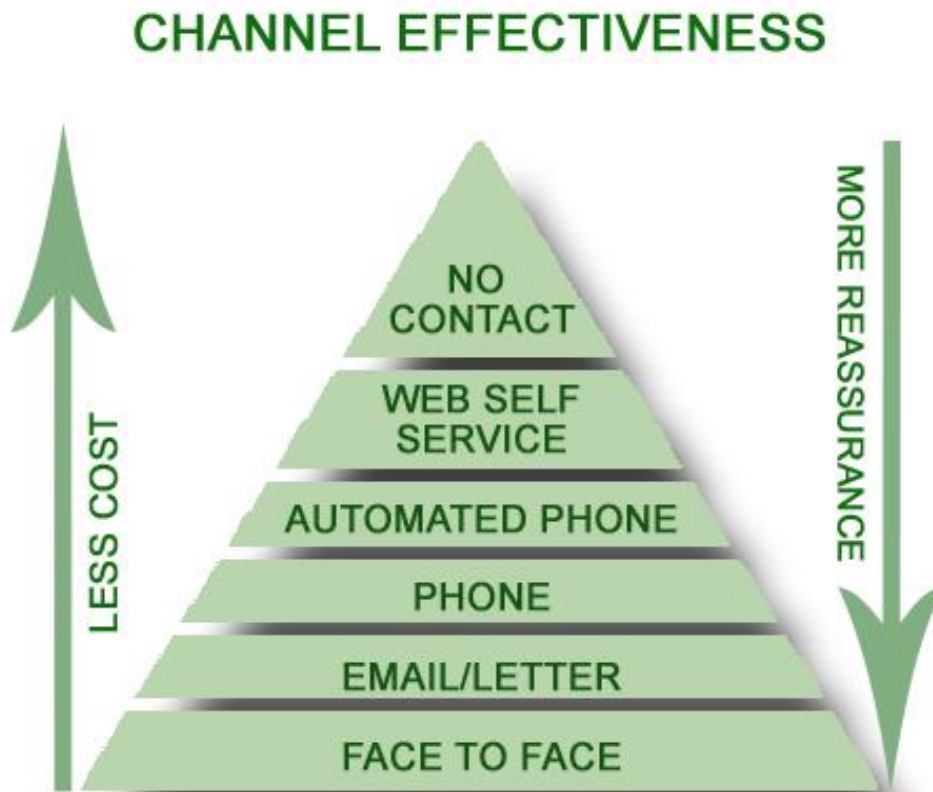 CHANNEL EFFECTIVENESS
NO
CONTACT
WEB SELF
SERVICE
AUTOMATED PHONE
PHONE
EMAIL/LETTER
FACE TO FACE
LESS COST
MORE REASSURANCE